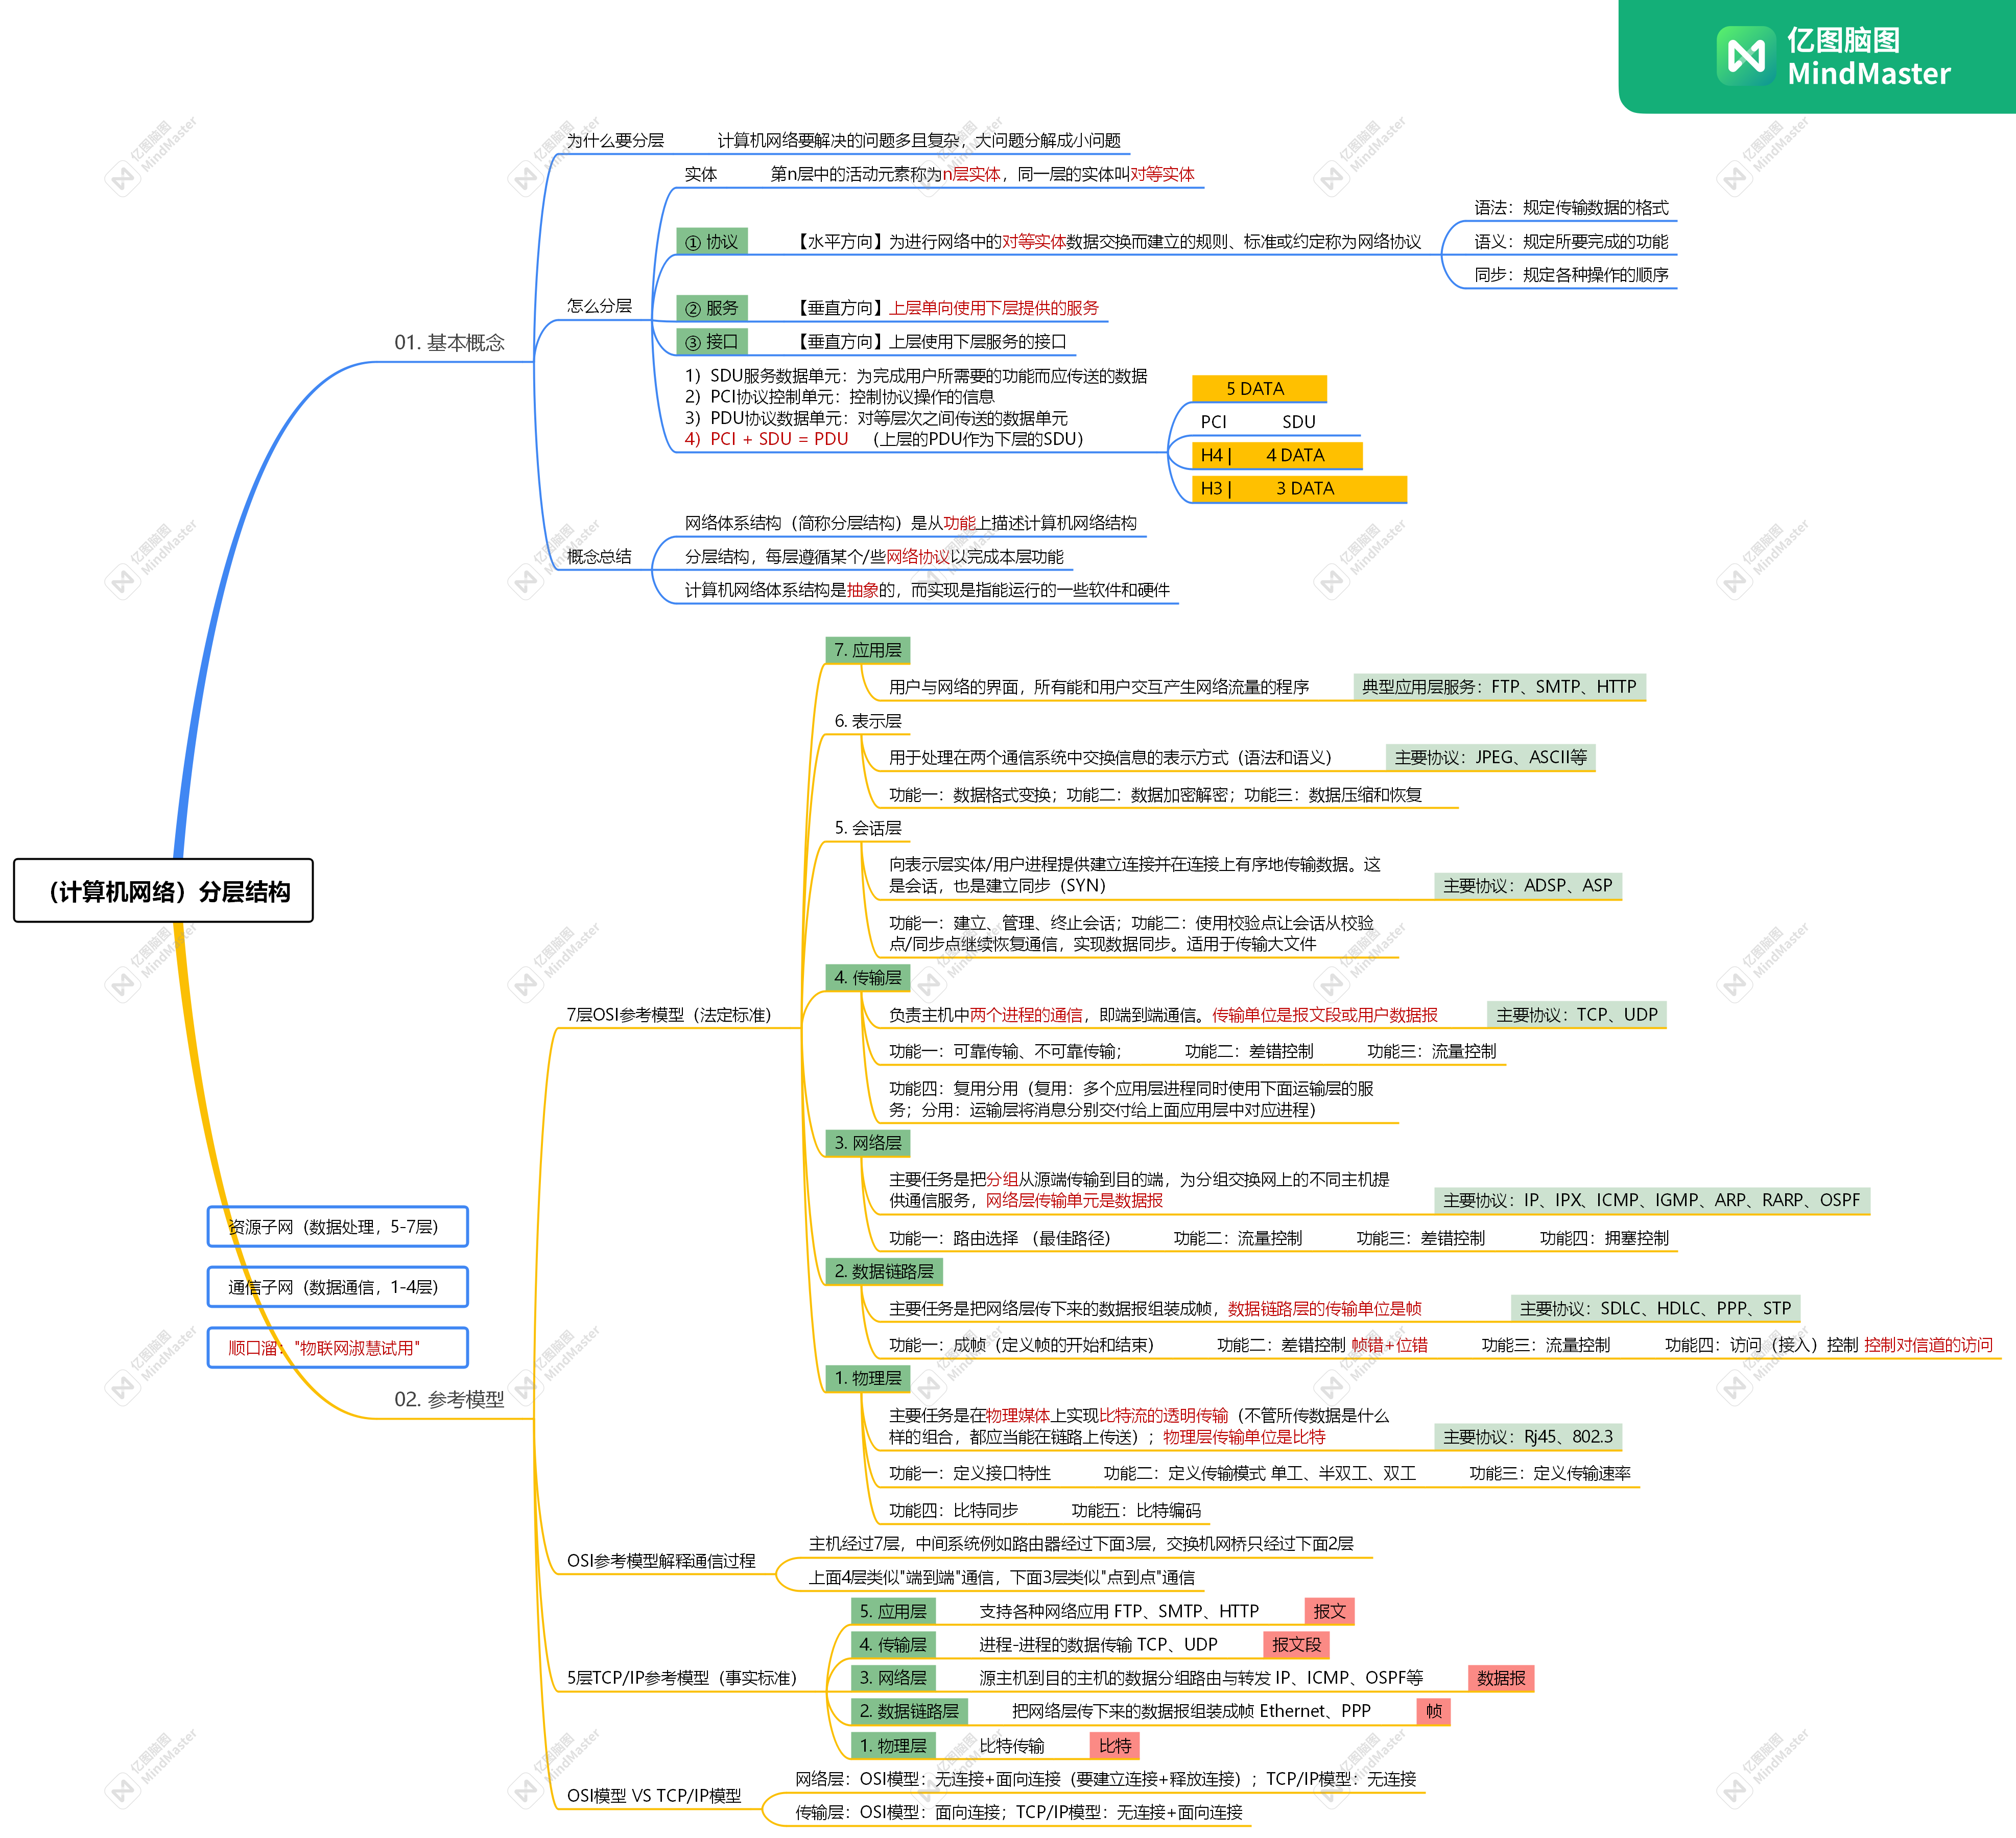 亿图脑图
MindMaster
（计算机网络）分层结构
01. 基本概念
为什么要分层
计算机网络要解决的问题多且复杂，大问题分解成小问题
怎么分层
实体
第n层中的活动元素称为n层实体，同一层的实体叫对等实体
① 协议
【水平方向】为进行网络中的对等实体数据交换而建立的规则、标准或约定称为网络协议
语法：规定传输数据的格式
语义：规定所要完成的功能
同步：规定各种操作的顺序
② 服务
【垂直方向】上层单向使用下层提供的服务
③ 接口
【垂直方向】上层使用下层服务的接口
1）SDU服务数据单元：为完成用户所需要的功能而应传送的数据
2）PCI协议控制单元：控制协议操作的信息
3）PDU协议数据单元：对等层次之间传送的数据单元
4）PCI + SDU = PDU （上层的PDU作为下层的SDU）
5 DATA
PCI SDU
H4 | 4 DATA
H3 | 3 DATA
概念总结
网络体系结构（简称分层结构）是从功能上描述计算机网络结构
分层结构，每层遵循某个/些网络协议以完成本层功能
计算机网络体系结构是抽象的，而实现是指能运行的一些软件和硬件
资源子网（数据处理，5-7层）
通信子网（数据通信，1-4层）
顺口溜："物联网淑慧试用"
02. 参考模型
7层OSI参考模型（法定标准）
7. 应用层
用户与网络的界面，所有能和用户交互产生网络流量的程序
典型应用层服务：FTP、SMTP、HTTP
6. 表示层
用于处理在两个通信系统中交换信息的表示方式（语法和语义）
主要协议：JPEG、ASCII等
功能一：数据格式变换；功能二：数据加密解密；功能三：数据压缩和恢复
5. 会话层
向表示层实体/用户进程提供建立连接并在连接上有序地传输数据。这
是会话，也是建立同步（SYN）
主要协议：ADSP、ASP
功能一：建立、管理、终止会话；功能二：使用校验点让会话从校验
点/同步点继续恢复通信，实现数据同步。适用于传输大文件
4. 传输层
负责主机中两个进程的通信，即端到端通信。传输单位是报文段或用户数据报
主要协议：TCP、UDP
功能一：可靠传输、不可靠传输； 功能二：差错控制 功能三：流量控制
功能四：复用分用（复用：多个应用层进程同时使用下面运输层的服
务；分用：运输层将消息分别交付给上面应用层中对应进程）
3. 网络层
主要任务是把分组从源端传输到目的端，为分组交换网上的不同主机提
供通信服务，网络层传输单元是数据报
主要协议：IP、IPX、ICMP、IGMP、ARP、RARP、OSPF
功能一：路由选择 （最佳路径） 功能二：流量控制 功能三：差错控制 功能四：拥塞控制
2. 数据链路层
主要任务是把网络层传下来的数据报组装成帧，数据链路层的传输单位是帧
主要协议：SDLC、HDLC、PPP、STP
功能一：成帧（定义帧的开始和结束） 功能二：差错控制 帧错+位错 功能三：流量控制 功能四：访问（接入）控制 控制对信道的访问
1. 物理层
主要任务是在物理媒体上实现比特流的透明传输（不管所传数据是什么
样的组合，都应当能在链路上传送）；物理层传输单位是比特
主要协议：Rj45、802.3
功能一：定义接口特性 功能二：定义传输模式 单工、半双工、双工 功能三：定义传输速率
功能四：比特同步 功能五：比特编码
OSI参考模型解释通信过程
主机经过7层，中间系统例如路由器经过下面3层，交换机网桥只经过下面2层
上面4层类似"端到端"通信，下面3层类似"点到点"通信
5层TCP/IP参考模型（事实标准）
5. 应用层
支持各种网络应用 FTP、SMTP、HTTP
报文
4. 传输层
进程-进程的数据传输 TCP、UDP
报文段
3. 网络层
源主机到目的主机的数据分组路由与转发 IP、ICMP、OSPF等
数据报
2. 数据链路层
把网络层传下来的数据报组装成帧 Ethernet、PPP
帧
1. 物理层
比特传输
比特
OSI模型 VS TCP/IP模型
网络层：OSI模型：无连接+面向连接（要建立连接+释放连接）；TCP/IP模型：无连接
传输层：OSI模型：面向连接；TCP/IP模型：无连接+面向连接